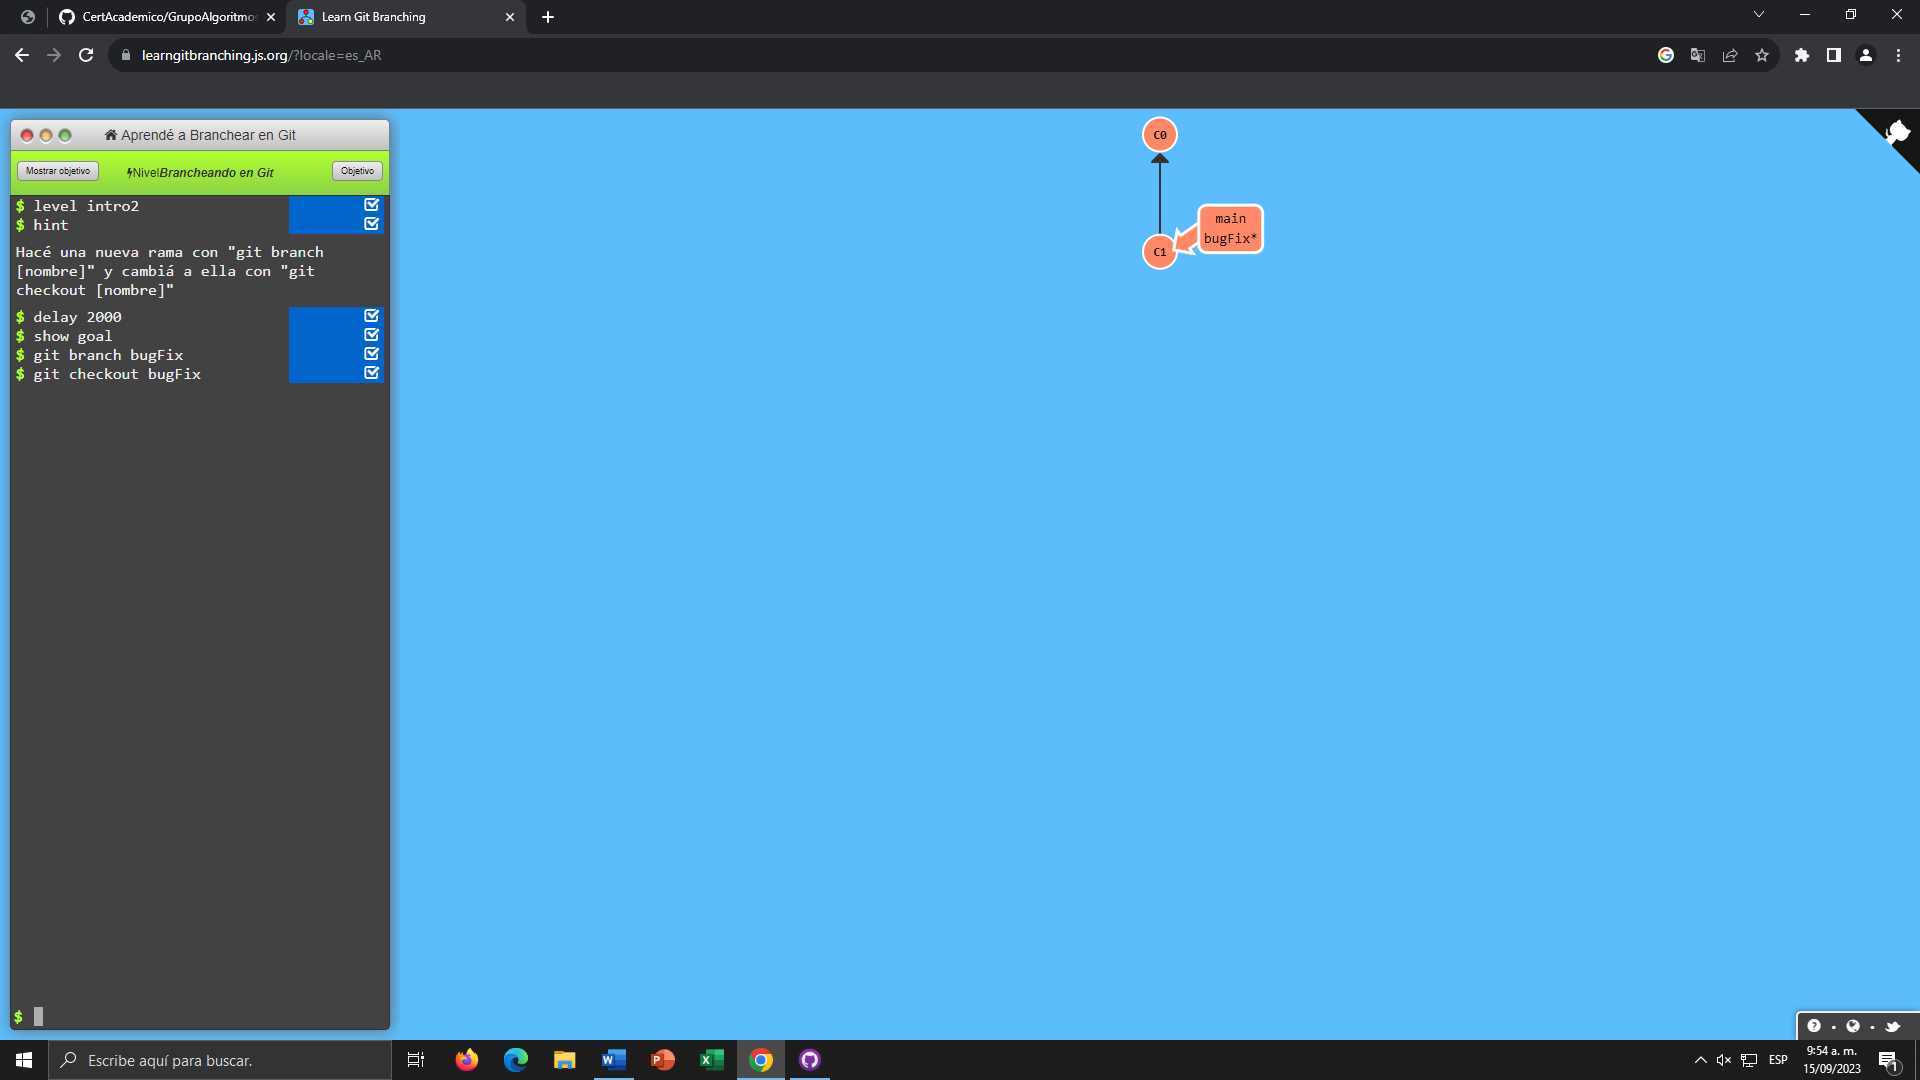 CertAcademico/GrupoAlgoritmos
Learn Git Branching
learngitbranching.js.org/?locale=es_AR
Aprendé a Branchear en Git
Mostrar objetivo
NivelBrancheando en Git
Objetivo
$ level intro2
$ hint
Hacé una nueva rama con "git branch
[nombre]" y cambiá a ella con "git
checkout [nombre]"
$ delay 2000
$ show goal
$ git branch bugFix
$ git checkout bugFix
$
C0
main
bugFix*
C1
Escribe aquí para buscar.
ESP
9:54 a. m.
15/09/2023
1